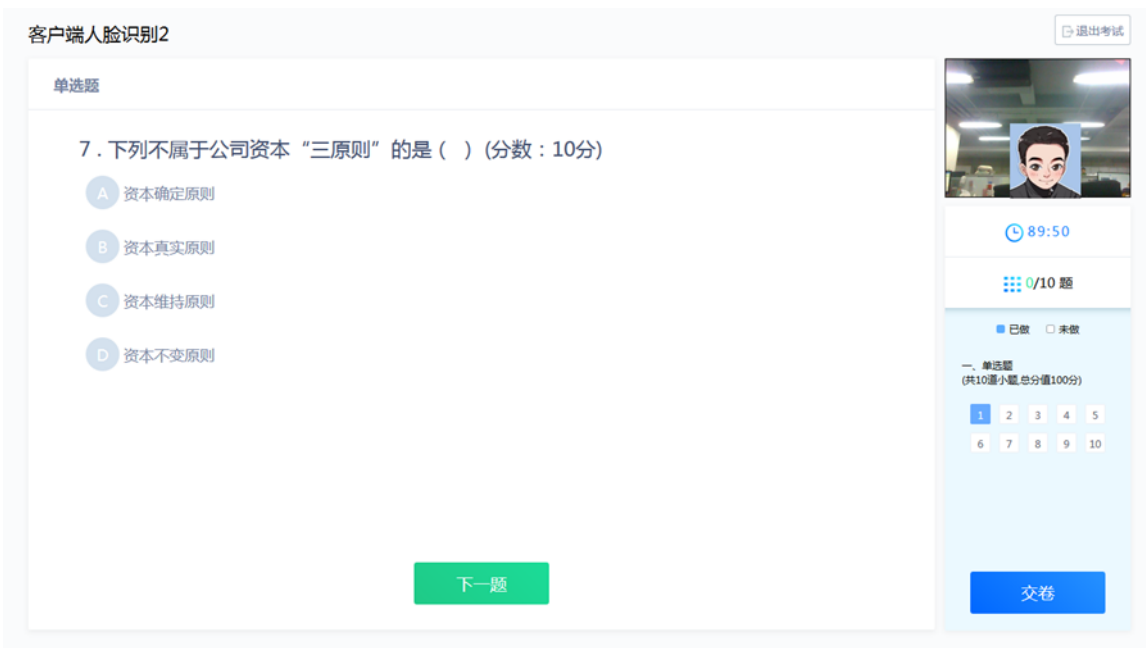 客户端人脸识别2
退出考试
单选题
7 . 下列不属于公司资本“三原则”的是 ( ) (分数：10分)
A 资本确定原则
B 资本真实原则
C 资本维持原则
D 资本不变原则
下一题
89:50
0/10 题
已做 未做
一、单选题
(共10道小题,总分值100分)
1 2 3 4 5
6 7 8 9 10
交卷